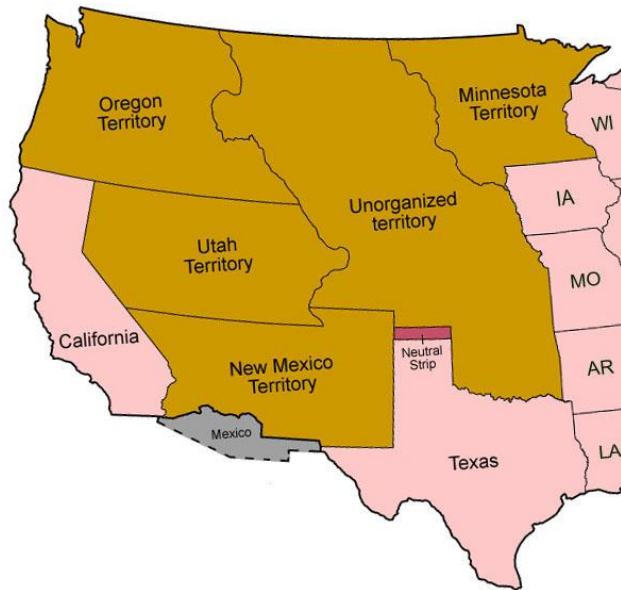 Oregon
Territory
Minnesota
Territory
WI
Unorganized
territory
IA
Utah
Territory
MO
California
Neutral
Strip
New Mexico
Territory
AR
Mexico
Texas
LA